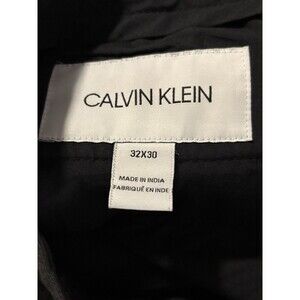 CALVIN KLEIN
32X30
MADE IN INDIA
FABRIQUÉ EN INDE